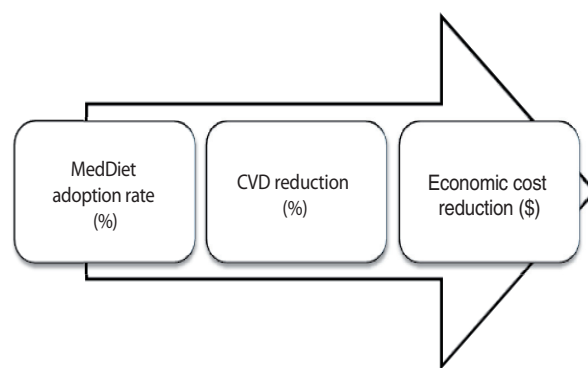 MedDiet
adoption rate
(%)
CVD reduction
(%)
Economic cost
reduction ($)